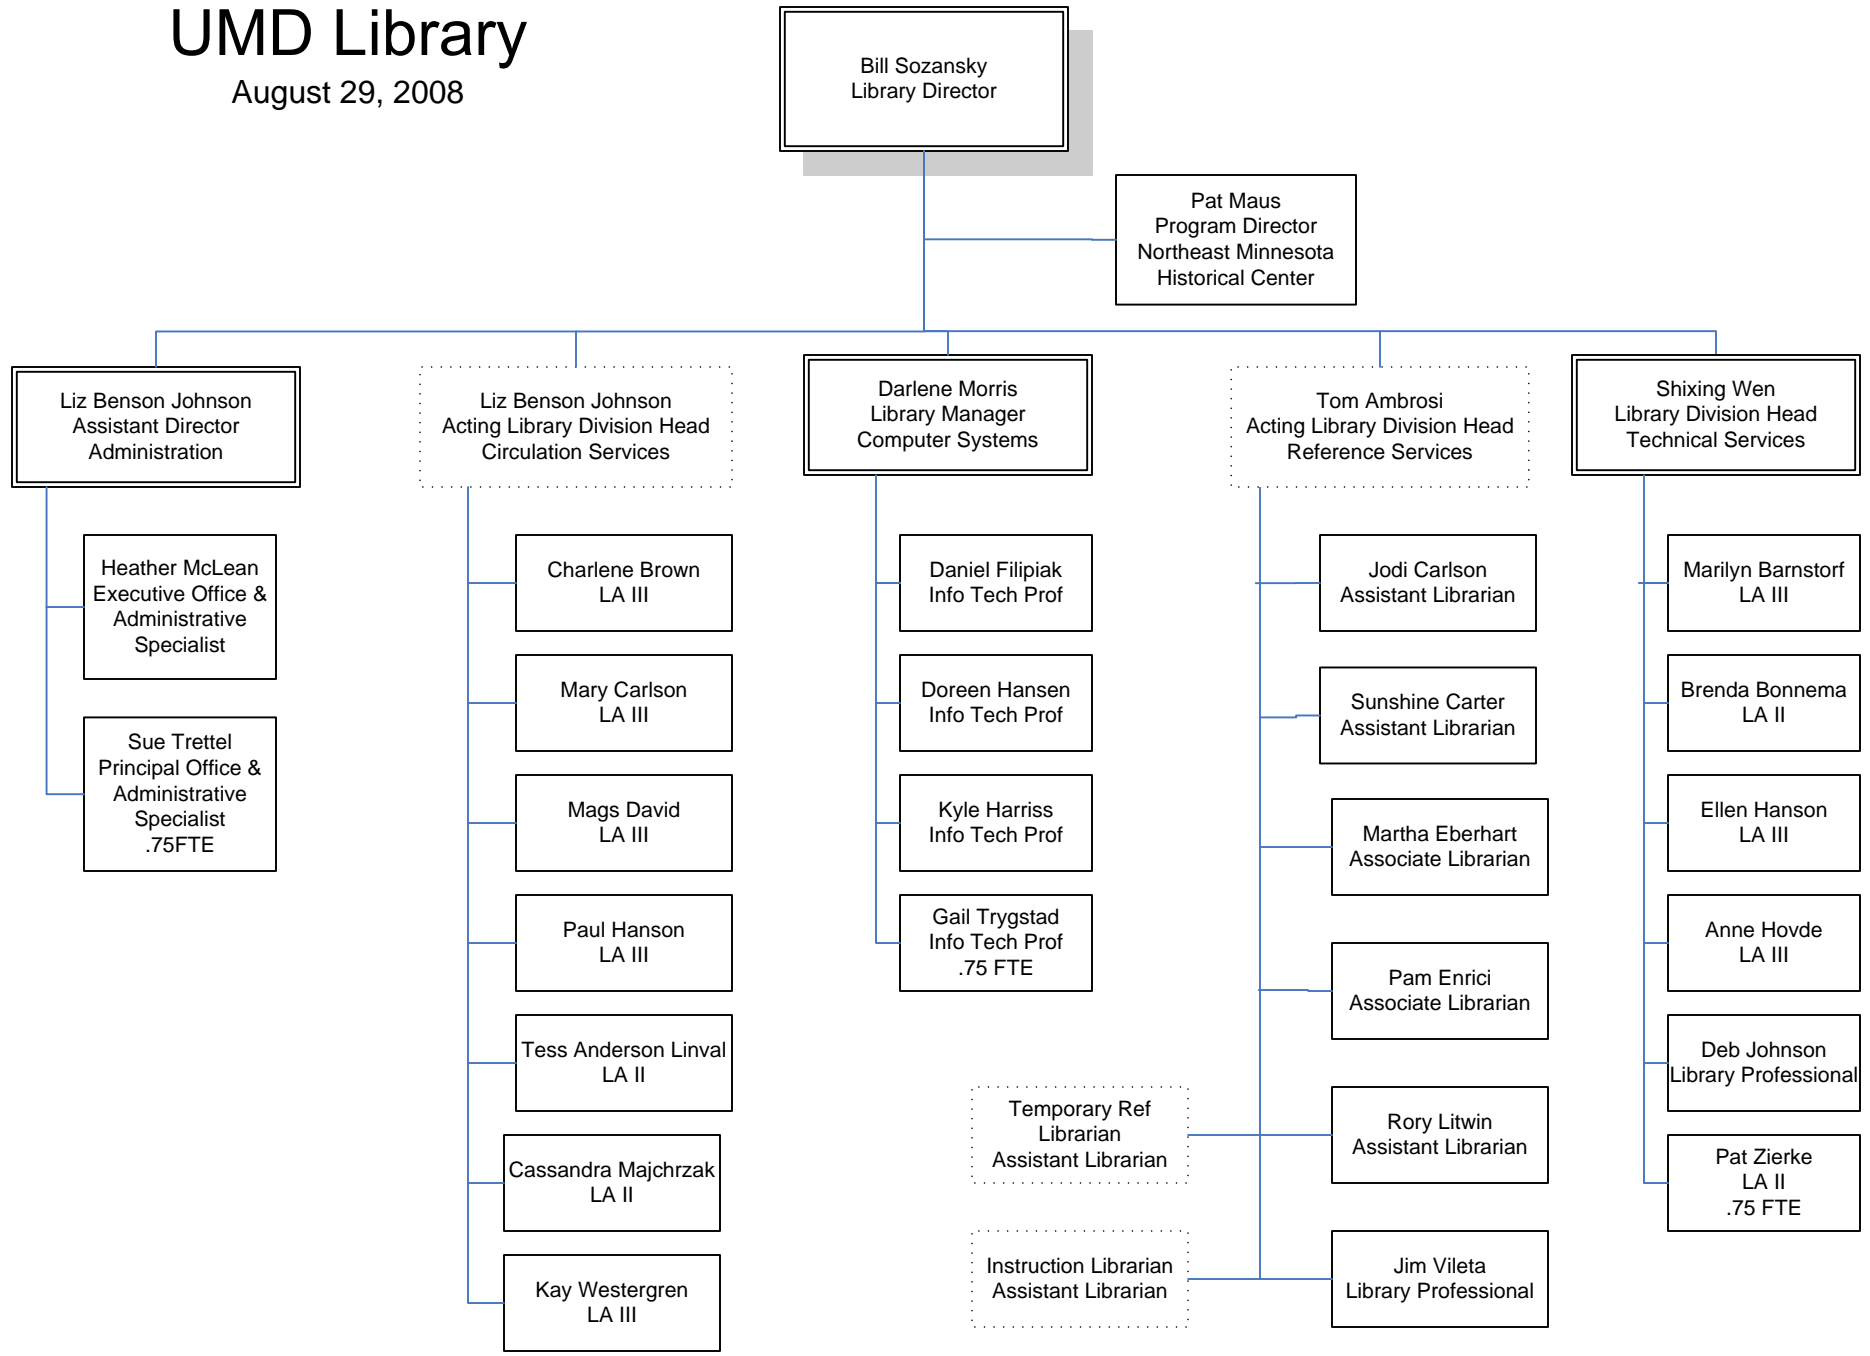 UMD Library
August 29, 2008
Bill Sozansky
Library Director
Pat Maus
Program Director
Northeast Minnesota
Historical Center
Liz Benson Johnson
Assistant Director
Administration
Heather McLean
Executive Office &
Administrative
Specialist
Sue Trettel
Principal Office &
Administrative
Specialist
.75FTE
Liz Benson Johnson
Acting Library Division Head
Circulation Services
Charlene Brown
LA III
Mary Carlson
LA III
Mags David
LA III
Paul Hanson
LA III
Tess Anderson Linval
LA II
Cassandra Majchrzak
LA II
Kay Westergren
LA III
Darlene Morris
Library Manager
Computer Systems
Daniel Filipiak
Info Tech Prof
Doreen Hansen
Info Tech Prof
Kyle Harriss
Info Tech Prof
Gail Trygstad
Info Tech Prof
.75 FTE
Tom Ambrosi
Acting Library Division Head
Reference Services
Jodi Carlson
Assistant Librarian
Sunshine Carter
Assistant Librarian
Martha Eberhart
Associate Librarian
Pam Enrici
Associate Librarian
Temporary Ref
Librarian
Assistant Librarian
Rory Litwin
Assistant Librarian
Instruction Librarian
Assistant Librarian
Jim Vileta
Library Professional
Shixing Wen
Library Division Head
Technical Services
Marilyn Barnstorf
LA III
Brenda Bonnema
LA II
Ellen Hanson
LA III
Anne Hovde
LA III
Deb Johnson
Library Professional
Pat Zierke
LA II
.75 FTE